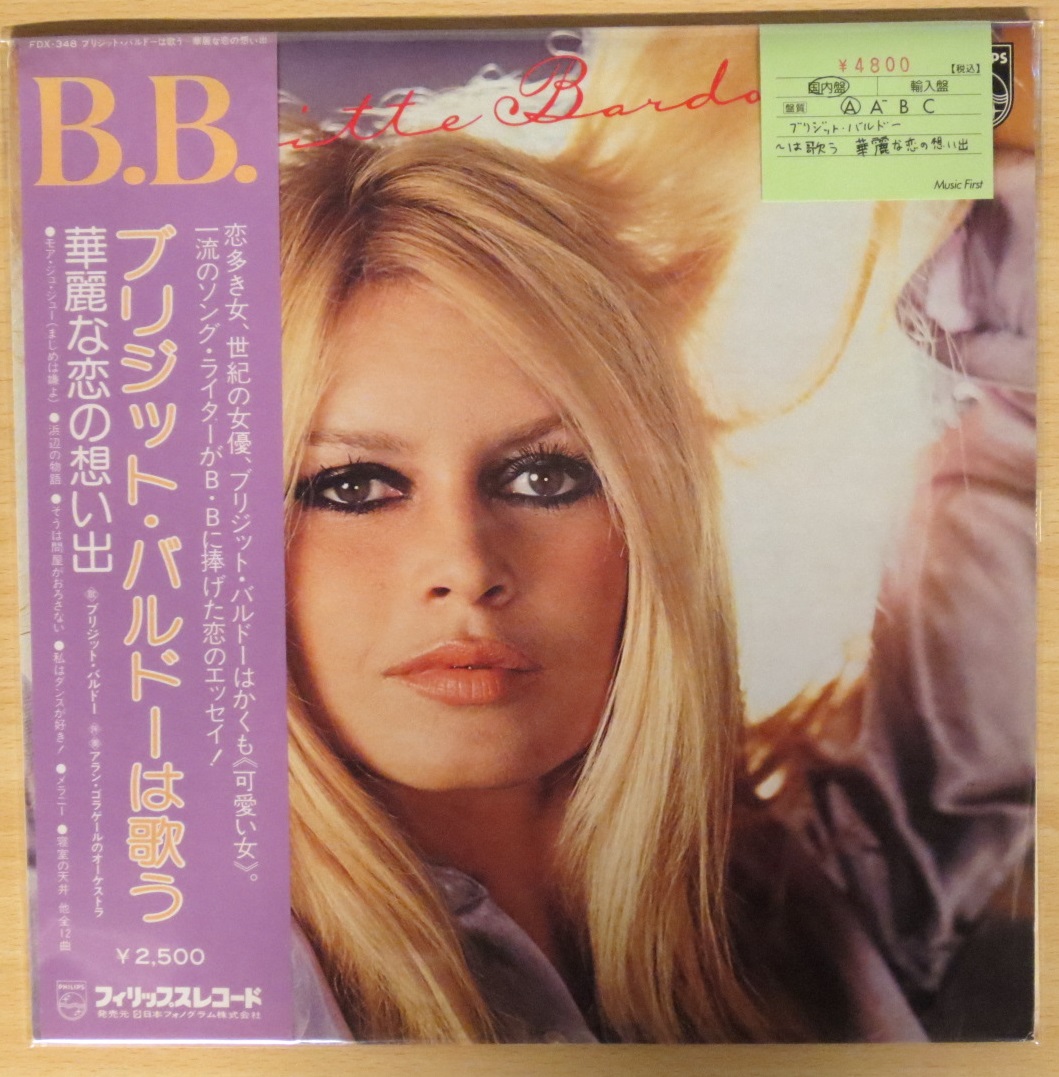 FDX-348 ブリジット・バルドーは歌う 華麗な恋の想い出
B.B.
恋多き女、世紀の女優、ブリジット・バルドーはかくも《可愛い女》。
一流のソング・ライターがB・Bに捧げた恋のエッセイ!
ブリジット・バルドーは歌う
華麗な恋の想い出
ブリジット・バルドー
アラン・ゴラゲールのオーケストラ
●モア・ジュ・ジュー(まじめは嫌よ) ●浜辺の物語 ●そうは問屋がおろさない ●私はダンスが好き! ●メラニー ●寝室の天井 他全12曲
¥2,500
PHILIPS
フィリップスレコード
発売元 日本フォノグラム株式会社
itte Bardo
PS
¥4800 【税込】
国内盤 輸入盤
盤質 A A⁻ B C
ブリジット・バルドー
〜は歌う 華麗な恋の想い出
Music First